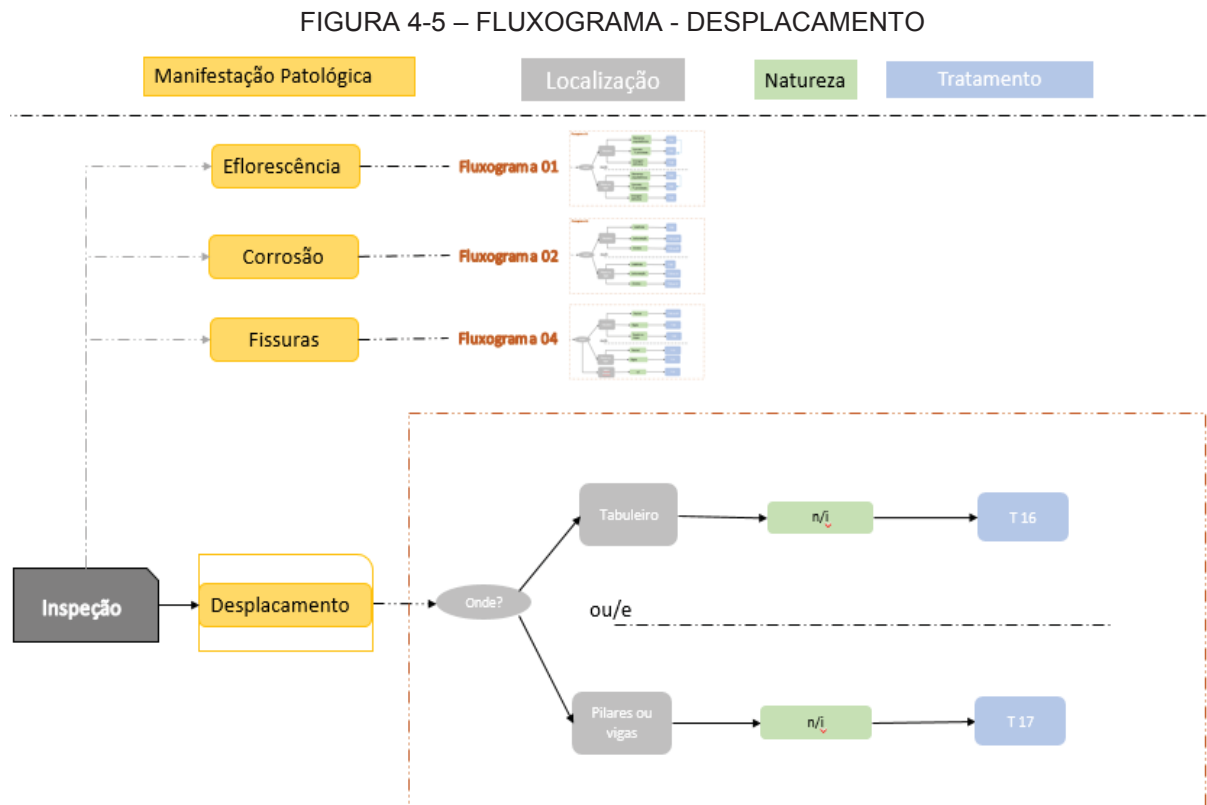 FIGURA 4-5 – FLUXOGRAMA - DESPLACAMENTO
Manifestação Patológica
Localização
Natureza
Tratamento
Eflorescência
Fluxograma 01
Corrosão
Fluxograma 02
Fissuras
Fluxograma 04
Inspeção
Desplacamento
Onde?
Tabuleiro
n/i
T 16
ou/e
Pilares ou
vigas
n/i
T 17